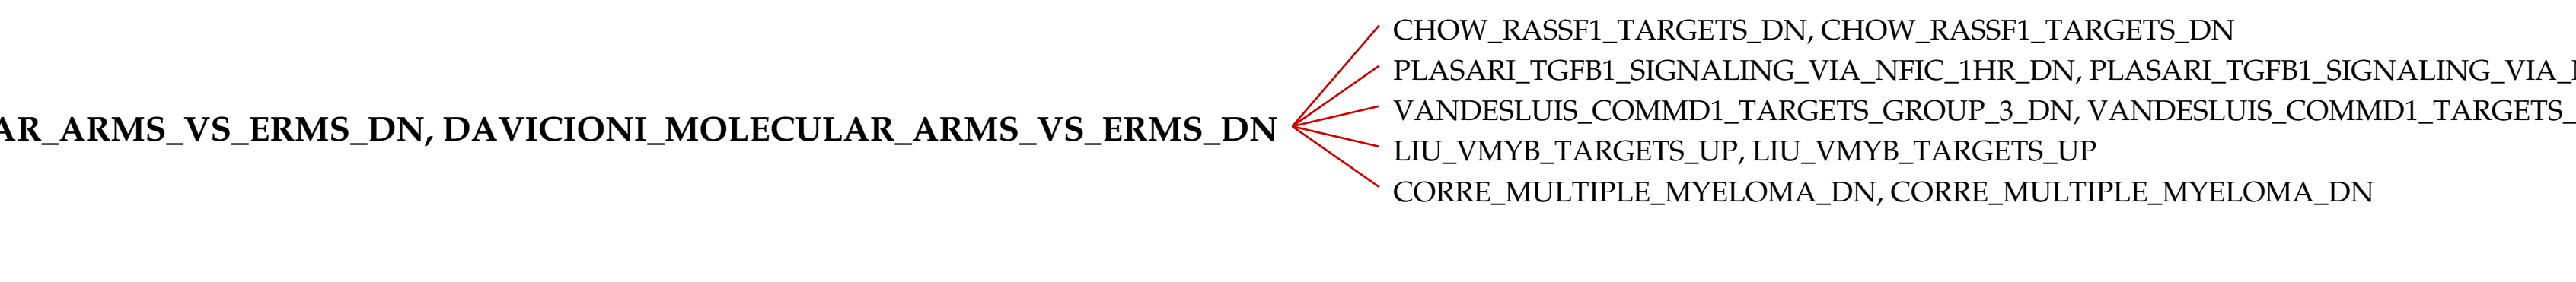 CHOW_RASSF1_TARGETS_DN, CHOW_RASSF1_TARGETS_DN
PLASARI_TGFB1_SIGNALING_VIA_NFIC_1HR_DN, PLASARI_TGFB1_SIGNALING_VIA_
VANDESLUIS_COMMD1_TARGETS_GROUP_3_DN, VANDESLUIS_COMMD1_TARGETS_
AR_ARMS_VS_ERMS_DN, DAVICIONI_MOLECULAR_ARMS_VS_ERMS_DN
LIU_VMYB_TARGETS_UP, LIU_VMYB_TARGETS_UP
CORRE_MULTIPLE_MYELOMA_DN, CORRE_MULTIPLE_MYELOMA_DN